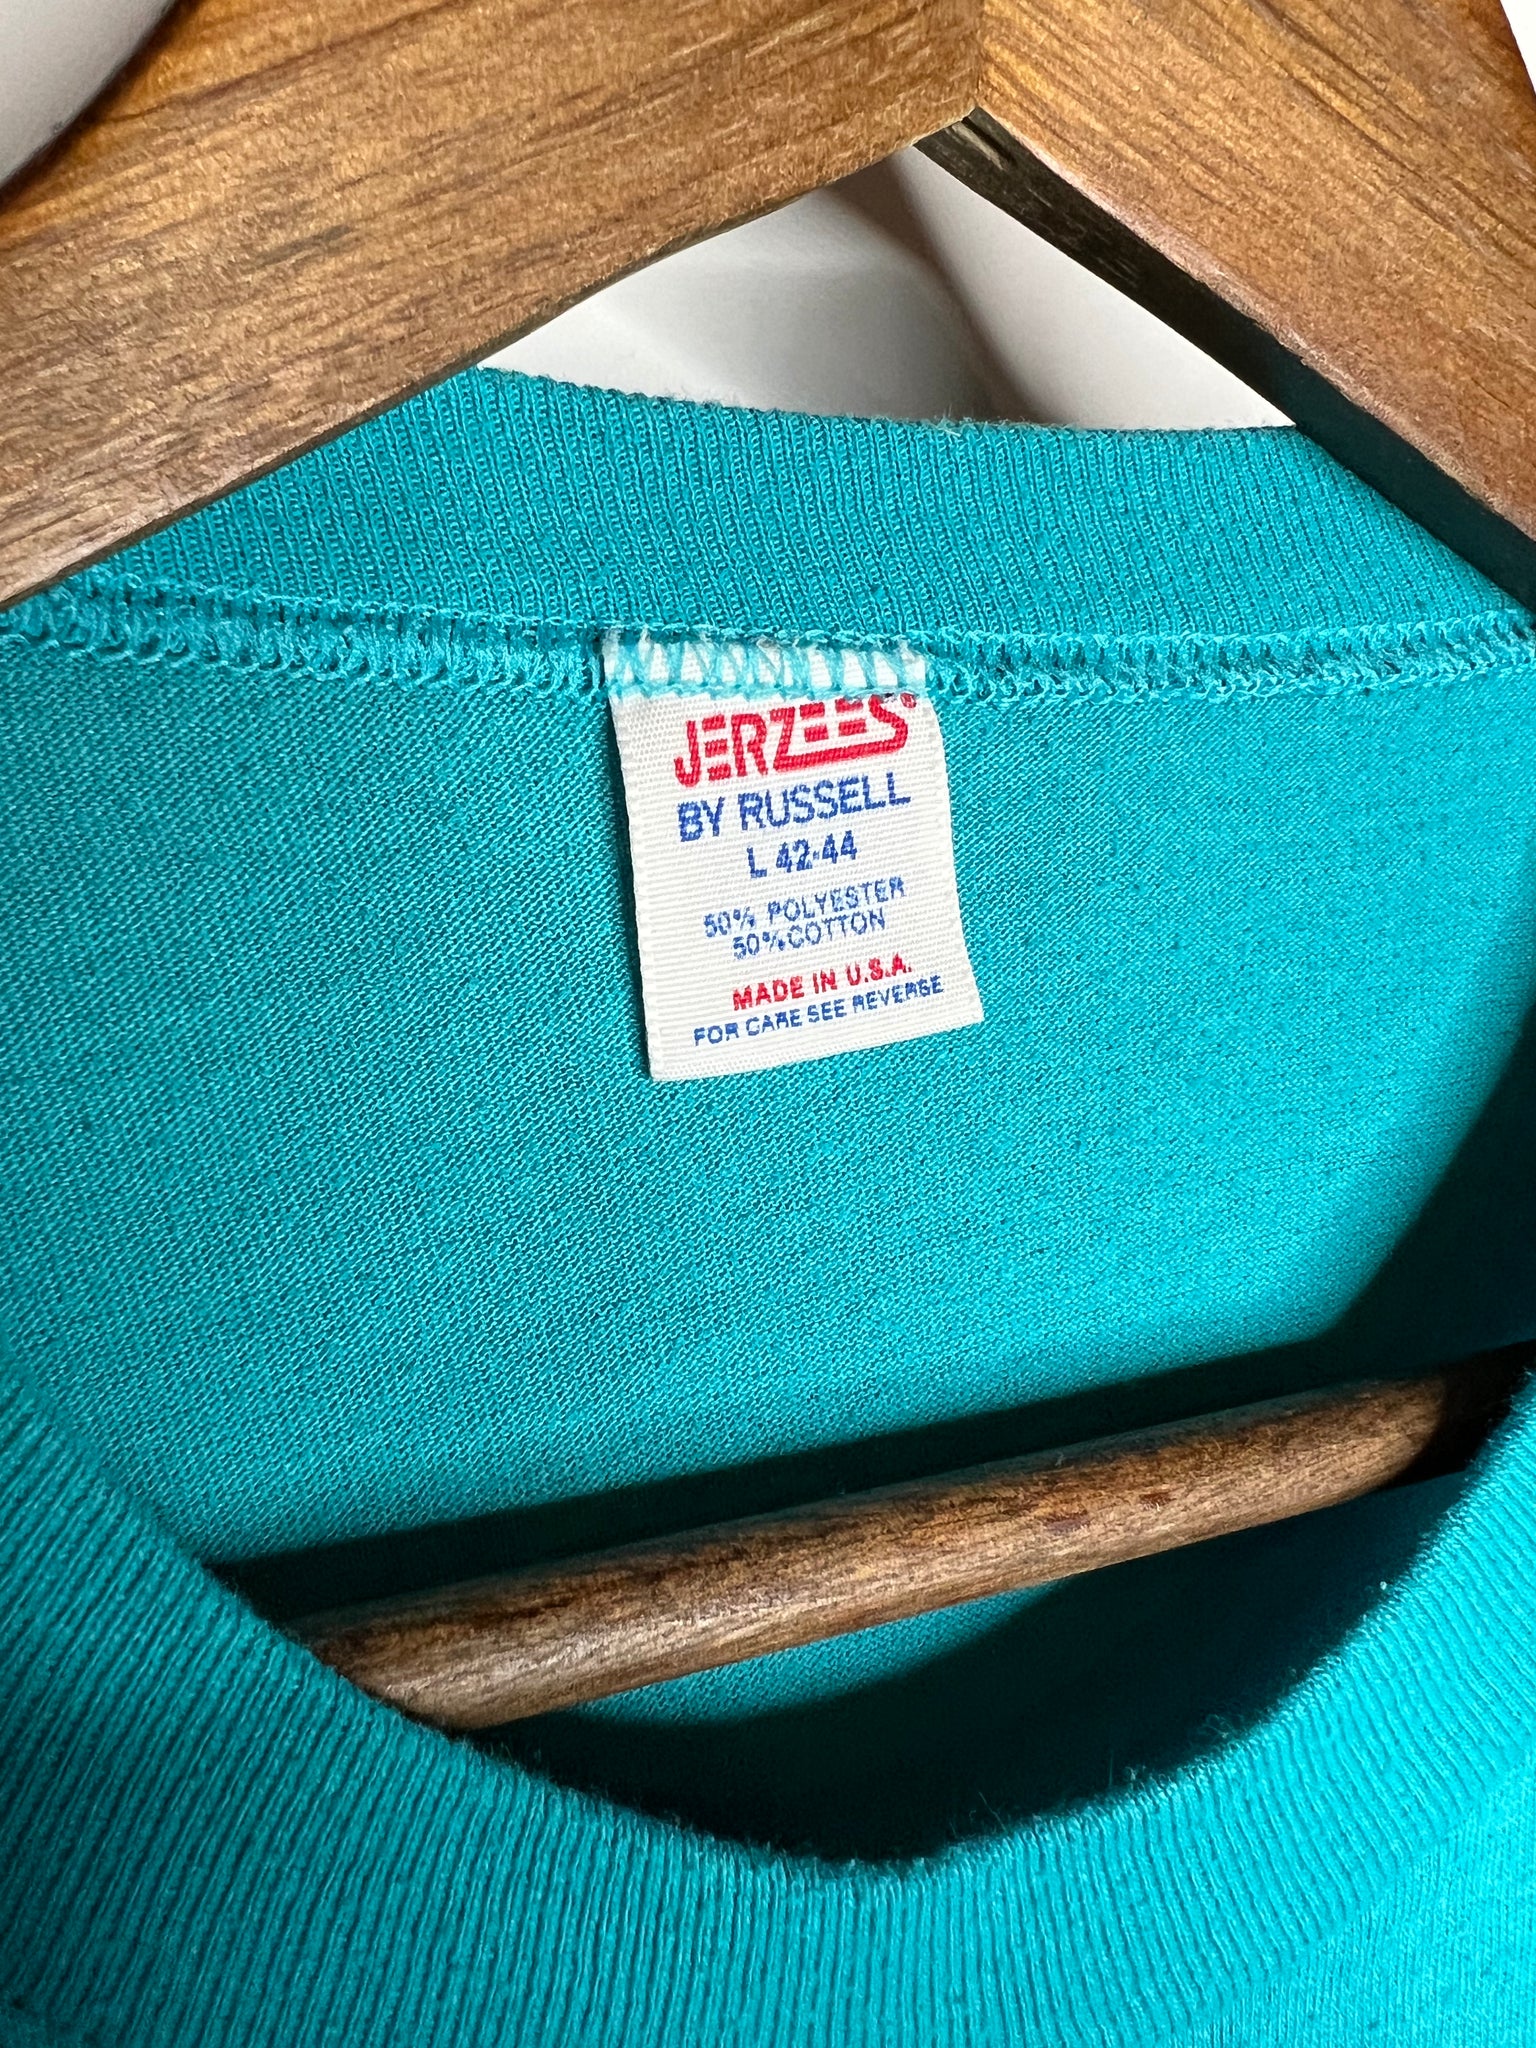 JERZEES®
BY RUSSELL
L 42-44
50% POLYESTER
50% COTTON
MADE IN U.S.A.
FOR CARE SEE REVERSE